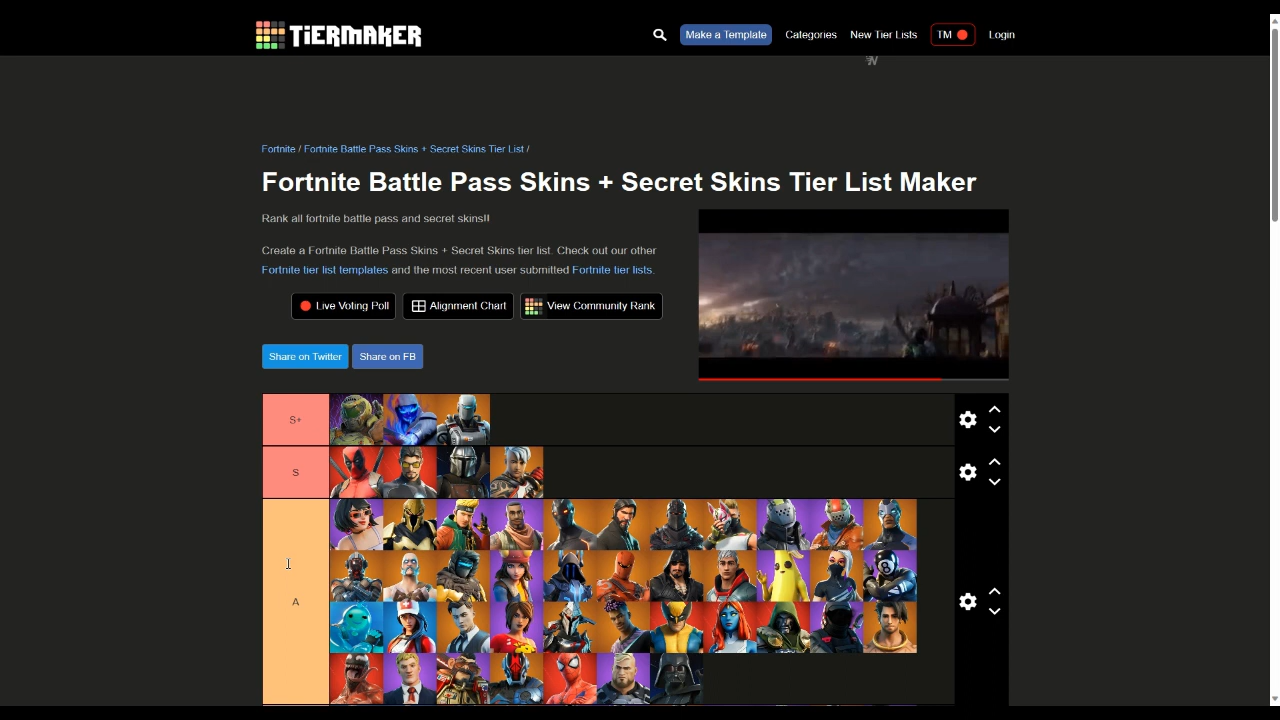 TiERMAKER
Make a Template
Categories
New Tier Lists
TM
Login
Fortnite / Fortnite Battle Pass Skins + Secret Skins Tier List /
Fortnite Battle Pass Skins + Secret Skins Tier List Maker
Rank all fortnite battle pass and secret skins!!
Create a Fortnite Battle Pass Skins + Secret Skins tier list. Check out our other
Fortnite tier list templates and the most recent user submitted Fortnite tier lists.
Live Voting Poll
Alignment Chart
View Community Rank
Share on Twitter
Share on FB
S+
S
A